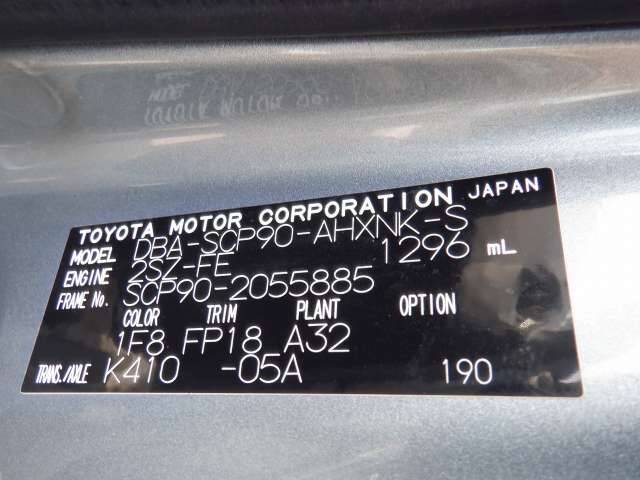 TOYOTA MOTOR CORPORATION JAPAN
MODEL DBA-SCP90-AHXNK-S
ENGINE 2SZ-FE 1296 mL
FRAME No. SCP90-2055885
COLOR TRIM PLANT OPTION
1F8 FP18 A32
TRANS./AXLE K410 -05A 190